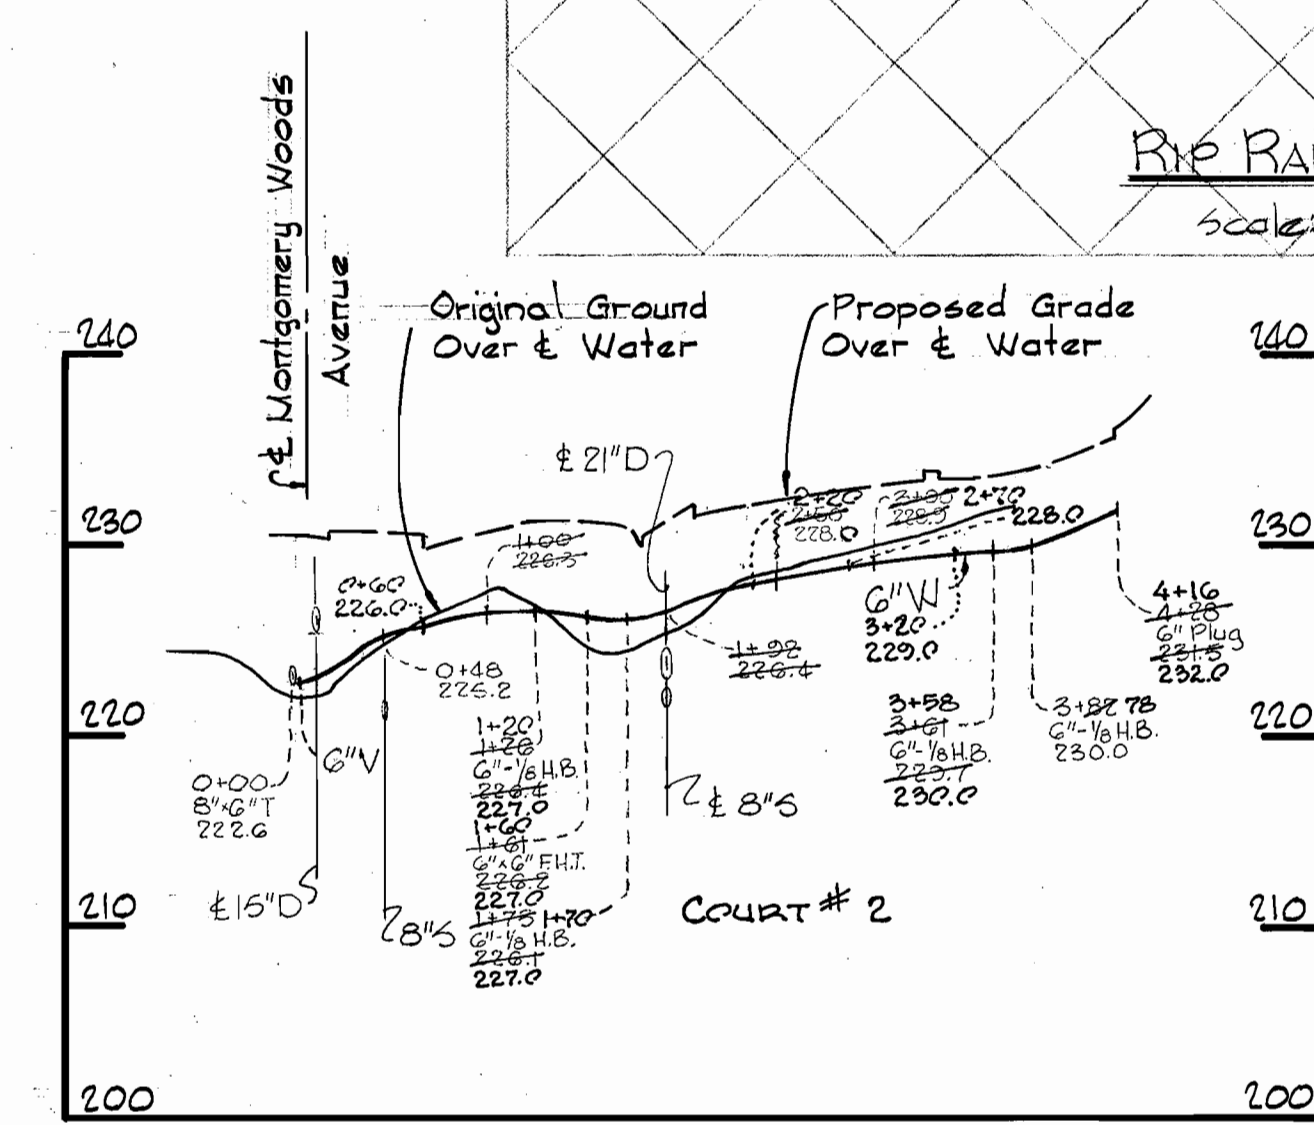 RIP RA
Scale:
℄ Montgomery Woods
Avenue
Original Ground
Over ℄ Water
Proposed Grade
Over ℄ Water
240
240
℄ 21"D
230
230
2+20
2+50
228.0
2+70
228.9
228.0
1+00
226.3
0+60
226.0
6"W
3+20
229.0
4+16
4+28
6" Plug
231.5
232.0
1+92
226.4
0+48
225.2
220
220
1+20
1+26
6"-1/8 H.B.
226.4
227.0
3+58
3+61
6"-1/8 H.B.
229.7
230.0
3+82 78
6"-1/8 H.B.
230.0
6"V
0+00
8"x6"T
222.6
℄ 8"S
1+60
1+61
6"x6" F.H.T.
226.2
227.0
℄ 15"D
8"S
210
210
COURT # 2
1+75 1+70
6"-1/8 H.B.
226.1
227.0
200
200